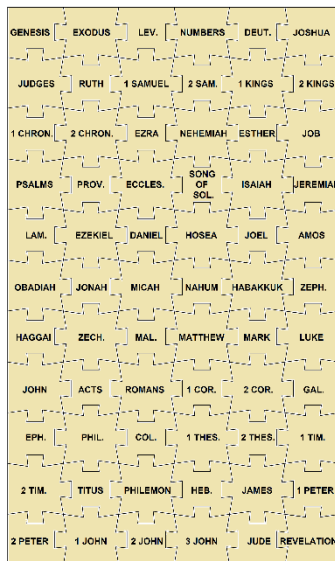 GENESIS EXODUS LEV. NUMBERS DEUT. JOSHUA
JUDGES RUTH 1 SAMUEL 2 SAM. 1 KINGS 2 KINGS
1 CHRON. 2 CHRON. EZRA NEHEMIAH ESTHER JOB
PSALMS PROV. ECCLES. SONG OF SOL. ISAIAH JEREMIAH
LAM. EZEKIEL DANIEL HOSEA JOEL AMOS
OBADIAH JONAH MICAH NAHUM HABAKKUK ZEPH.
HAGGAI ZECH. MAL. MATTHEW MARK LUKE
JOHN ACTS ROMANS 1 COR. 2 COR. GAL.
EPH. PHIL. COL. 1 THES. 2 THES. 1 TIM.
2 TIM. TITUS PHILEMON HEB. JAMES 1 PETER
2 PETER 1 JOHN 2 JOHN 3 JOHN JUDE REVELATION